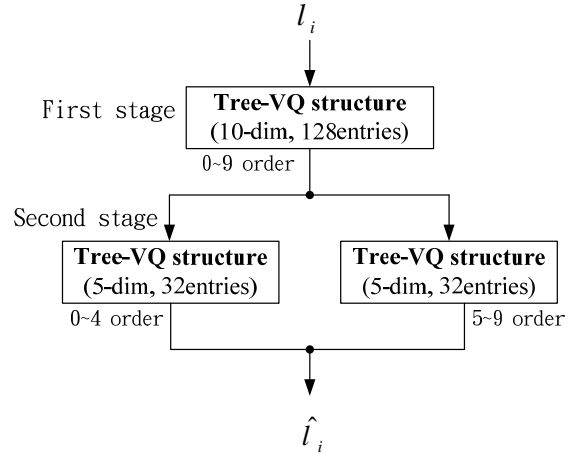 l_i
First stage
Tree-VQ structure
(10-dim, 128entries)
0~9 order
Second stage
Tree-VQ structure
(5-dim, 32entries)
0~4 order
Tree-VQ structure
(5-dim, 32entries)
5~9 order
l̂_i